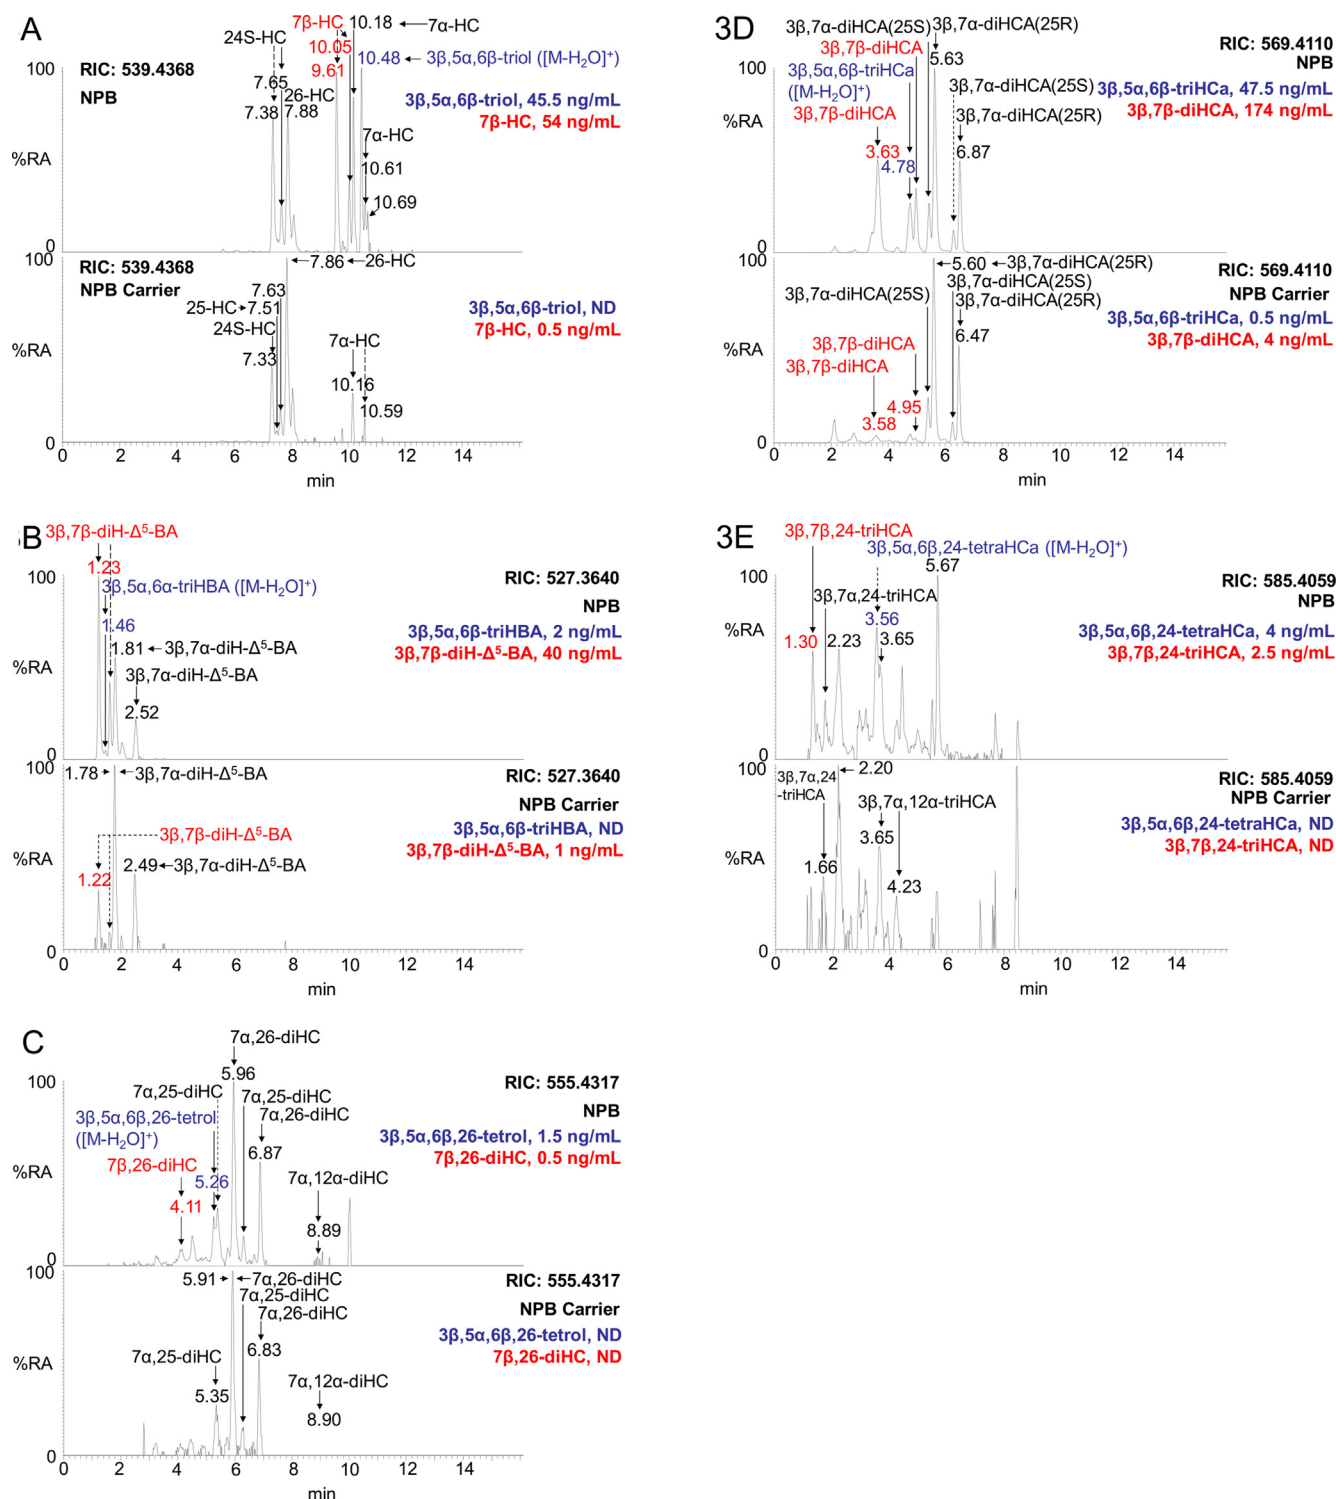 A
RIC: 539.4368
NPB
24S-HC
7.65
7.38
26-HC
7.88
7β-HC
10.05
9.61
10.18
7α-HC
10.48
3β,5α,6β-triol ([M-H₂O]⁺)
3β,5α,6β-triol, 45.5 ng/mL
7β-HC, 54 ng/mL
7α-HC
10.61
10.69
100
%RA
0
RIC: 539.4368
NPB Carrier
7.86
26-HC
7.63
25-HC
7.51
24S-HC
7.33
3β,5α,6β-triol, ND
7β-HC, 0.5 ng/mL
7α-HC
10.16
10.59
100
%RA
0
0 2 4 6 8 10 12 14
min
B
3β,7β-diH-Δ⁵-BA
1.23
3β,5α,6α-triHBA ([M-H₂O]⁺)
1.46
1.81
3β,7α-diH-Δ⁵-BA
3β,7α-diH-Δ⁵-BA
2.52
RIC: 527.3640
NPB
3β,5α,6β-triHBA, 2 ng/mL
3β,7β-diH-Δ⁵-BA, 40 ng/mL
100
%RA
0
1.78
3β,7α-diH-Δ⁵-BA
3β,7β-diH-Δ⁵-BA
1.22
2.49
3β,7α-diH-Δ⁵-BA
RIC: 527.3640
NPB Carrier
3β,5α,6β-triHBA, ND
3β,7β-diH-Δ⁵-BA, 1 ng/mL
100
%RA
0
0 2 4 6 8 10 12 14
min
C
7α,26-diHC
5.96
7α,25-diHC
7α,25-diHC
7α,26-diHC
6.87
3β,5α,6β,26-tetrol
([M-H₂O]⁺)
7β,26-diHC
5.26
4.11
7α,12α-diHC
8.89
RIC: 555.4317
NPB
3β,5α,6β,26-tetrol, 1.5 ng/mL
7β,26-diHC, 0.5 ng/mL
100
%RA
0
5.91
7α,26-diHC
7α,25-diHC
7α,26-diHC
6.83
7α,25-diHC
5.35
7α,12α-diHC
8.90
RIC: 555.4317
NPB Carrier
3β,5α,6β,26-tetrol, ND
7β,26-diHC, ND
100
%RA
0
0 2 4 6 8 10 12 14
min
3D
3β,7α-diHCA(25S)
3β,7α-diHCA(25R)
3β,7β-diHCA
5.63
3β,5α,6β-triHCa
([M-H₂O]⁺)
3β,7β-diHCA
3.63
4.78
3β,7α-diHCA(25S)
3β,7α-diHCA(25R)
6.87
RIC: 569.4110
NPB
3β,5α,6β-triHCa, 47.5 ng/mL
3β,7β-diHCA, 174 ng/mL
100
%RA
0
5.60
3β,7α-diHCA(25R)
3β,7α-diHCA(25S)
3β,7α-diHCA(25S)
3β,7α-diHCA(25R)
6.47
3β,7β-diHCA
3β,7β-diHCA
4.95
3.58
RIC: 569.4110
NPB Carrier
3β,5α,6β-triHCa, 0.5 ng/mL
3β,7β-diHCA, 4 ng/mL
100
%RA
0
0 2 4 6 8 10 12 14
min
3E
3β,7β,24-triHCA
3β,5α,6β,24-tetraHCa ([M-H₂O]⁺)
5.67
3β,7α,24-triHCA
3.56
1.30
2.23
3.65
RIC: 585.4059
NPB
3β,5α,6β,24-tetraHCa, 4 ng/mL
3β,7β,24-triHCA, 2.5 ng/mL
100
%RA
0
3β,7α,24
-triHCA
2.20
3β,7α,12α-triHCA
3.65
1.66
4.23
RIC: 585.4059
NPB Carrier
3β,5α,6β,24-tetraHCa, ND
3β,7β,24-triHCA, ND
100
%RA
0
0 2 4 6 8 10 12 14
min